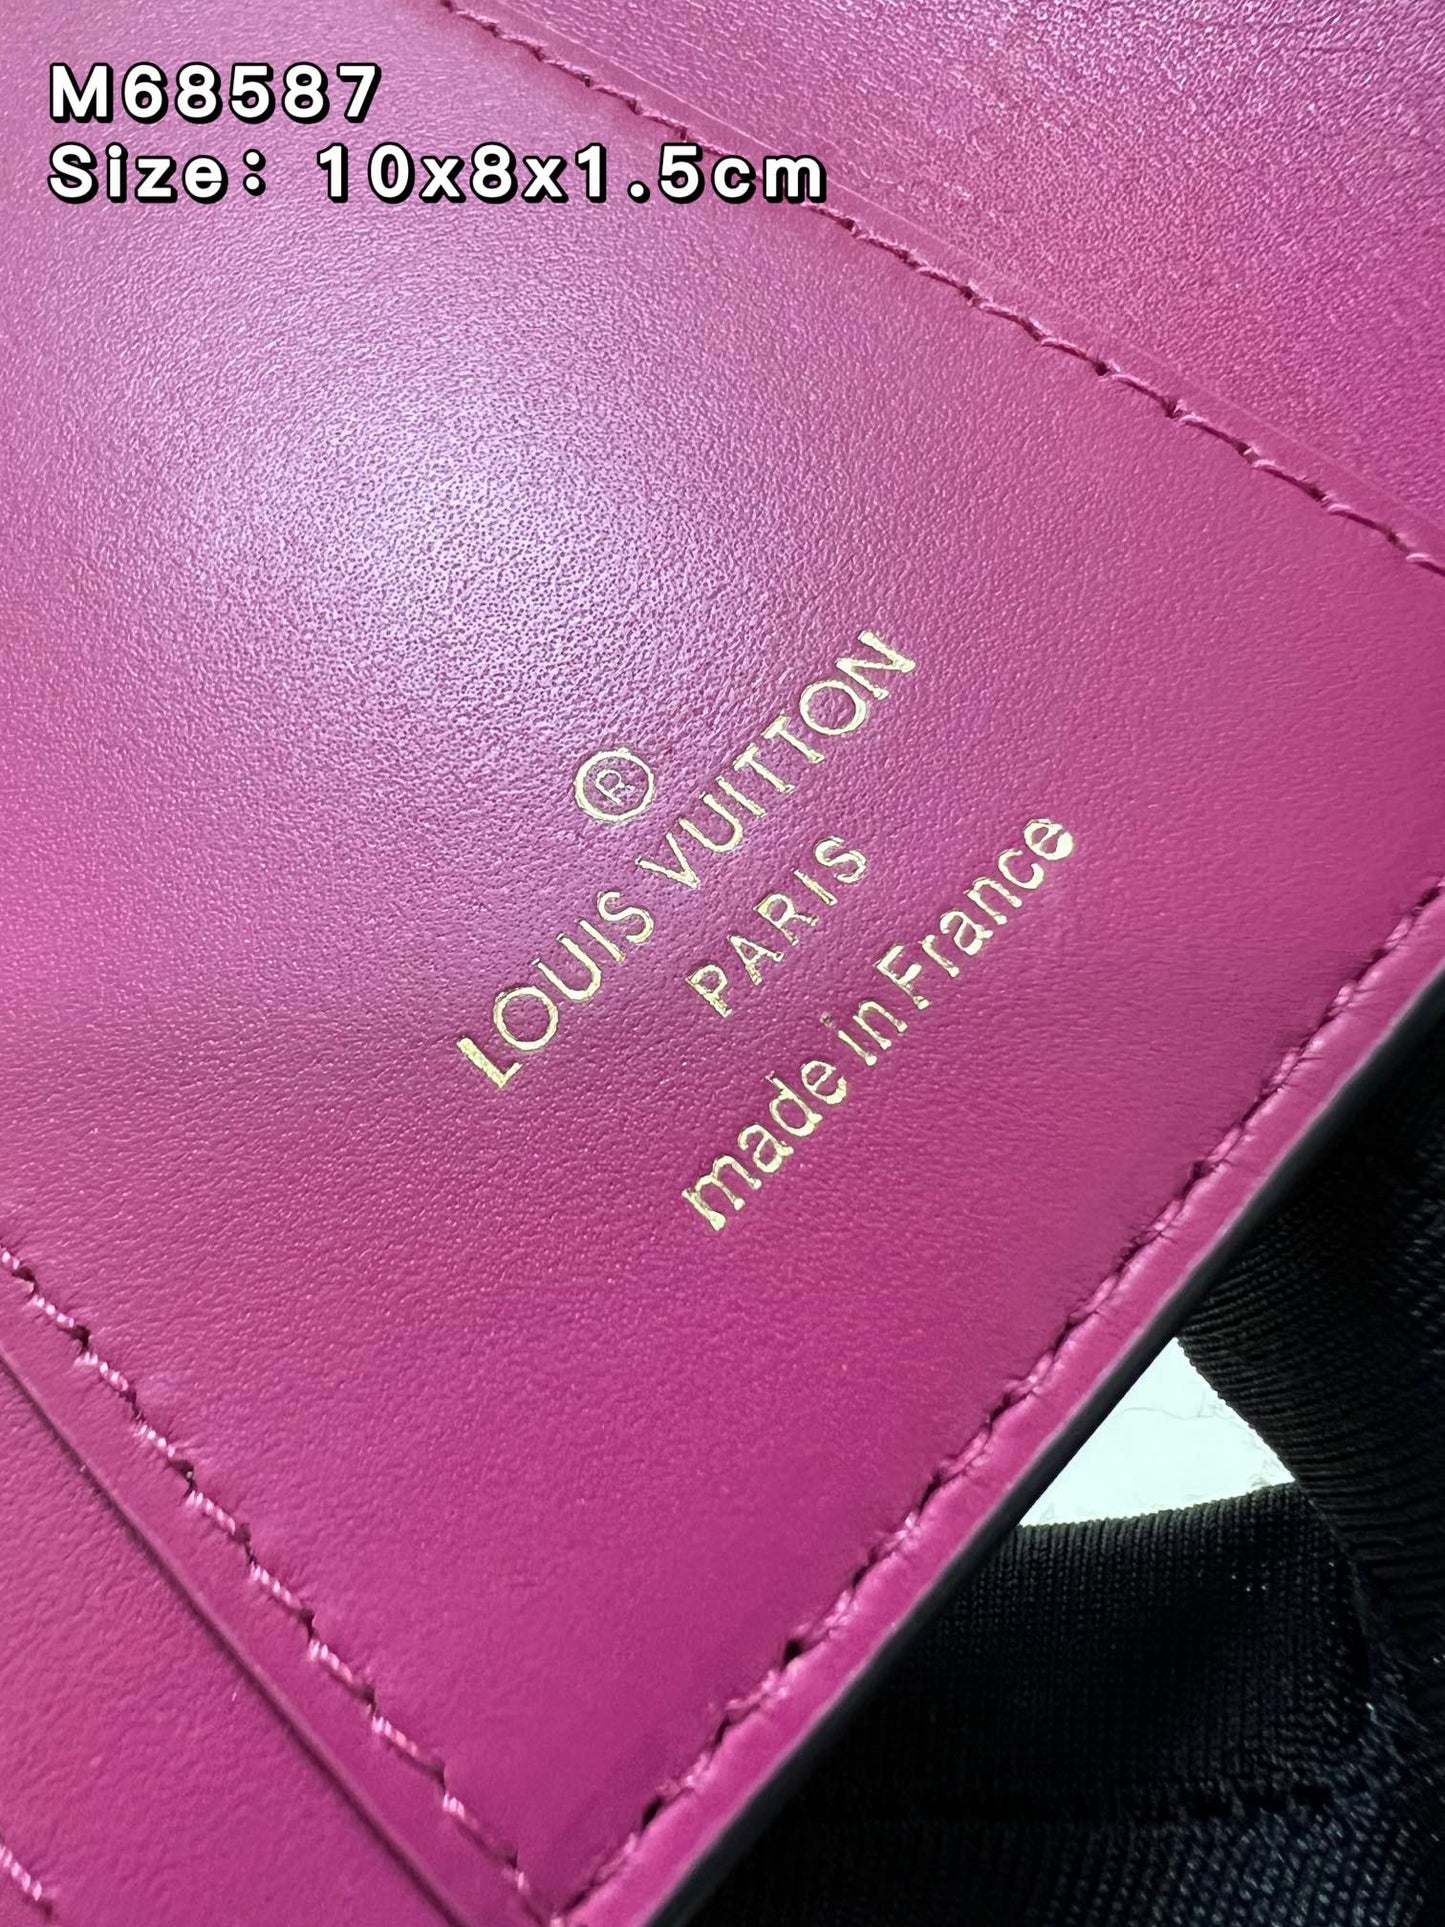 M68587
Size: 10x8x1.5cm
®
LOUIS VUITTON
PARIS
made in France